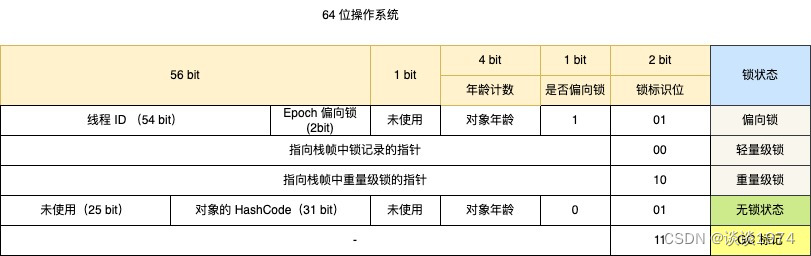 64 位操作系统
56 bit
1 bit
4 bit
1 bit
2 bit
锁状态
年龄计数
是否偏向锁
锁标识位
线程 ID （54 bit）
Epoch 偏向锁
(2bit)
未使用
对象年龄
1
01
偏向锁
指向栈帧中锁记录的指针
00
轻量级锁
指向栈帧中重量级锁的指针
10
重量级锁
未使用（25 bit）
对象的 HashCode（31 bit）
未使用
对象年龄
0
01
无锁状态
-
11
GC 标记
CSDN @谈谈1974